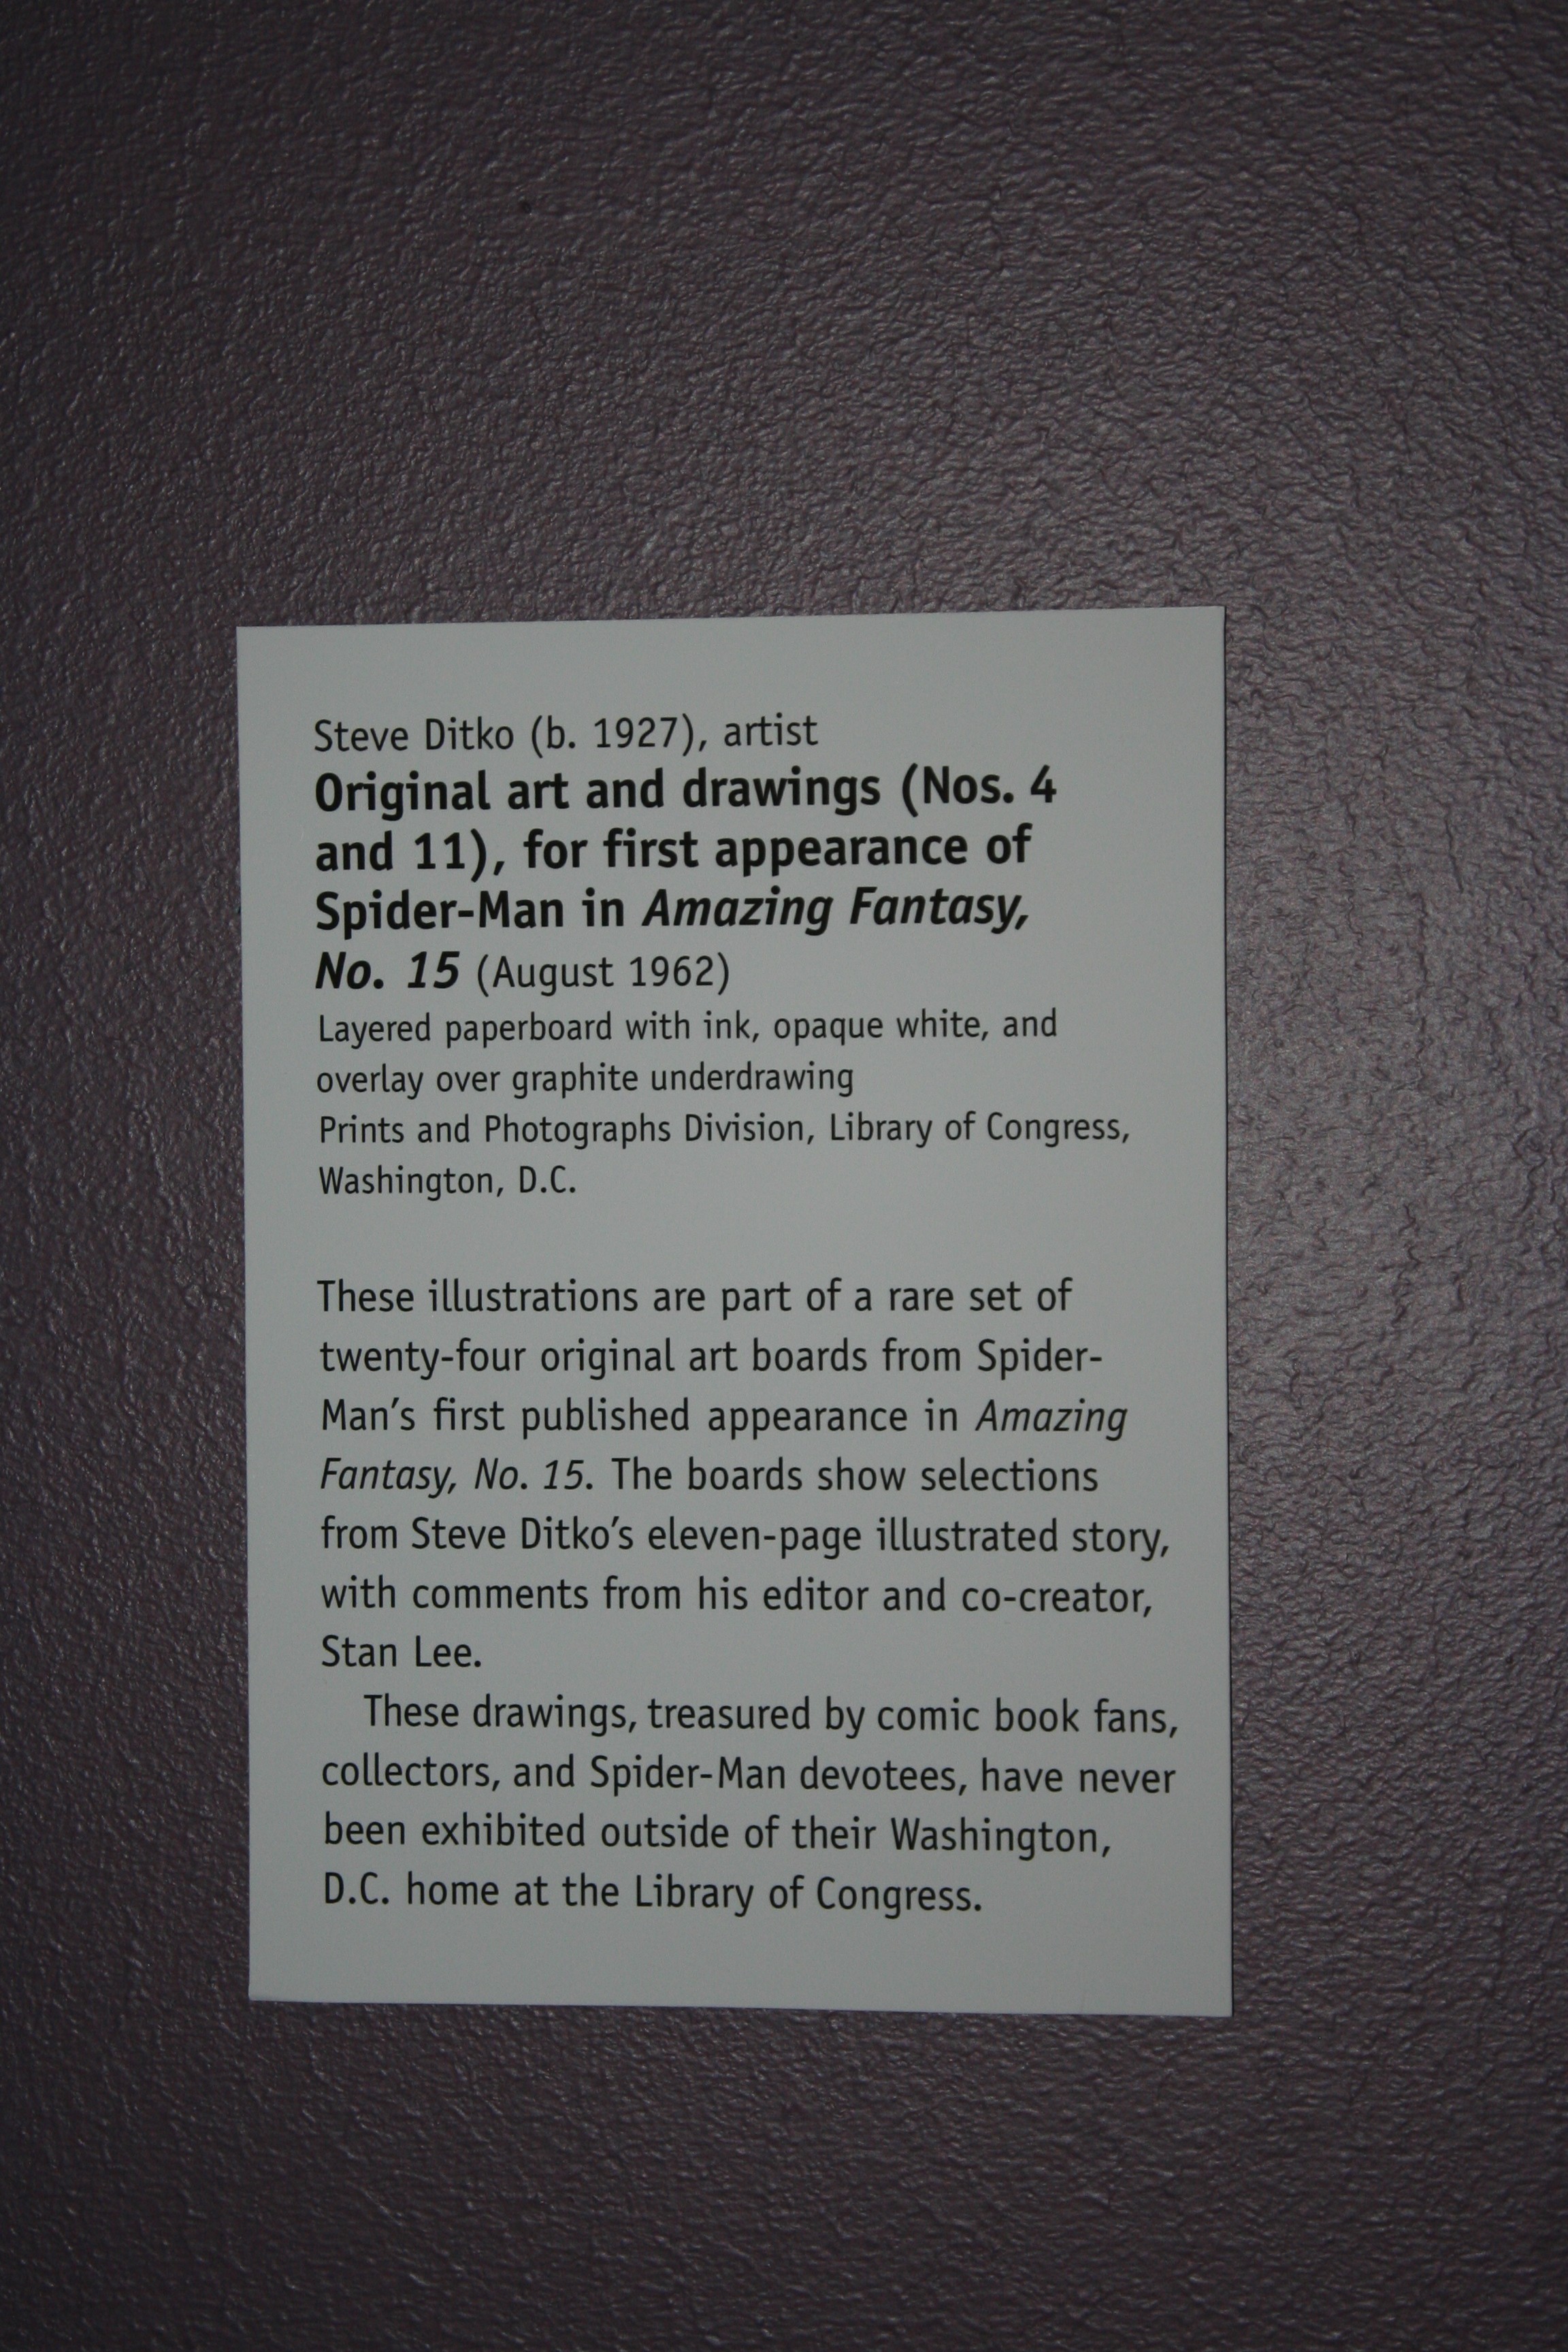 Steve Ditko (b. 1927), artist
Original art and drawings (Nos. 4
and 11), for first appearance of
Spider-Man in Amazing Fantasy,
No. 15 (August 1962)
Layered paperboard with ink, opaque white, and
overlay over graphite underdrawing
Prints and Photographs Division, Library of Congress,
Washington, D.C.
These illustrations are part of a rare set of
twenty-four original art boards from Spider-
Man’s first published appearance in Amazing
Fantasy, No. 15. The boards show selections
from Steve Ditko’s eleven-page illustrated story,
with comments from his editor and co-creator,
Stan Lee.
These drawings, treasured by comic book fans,
collectors, and Spider-Man devotees, have never
been exhibited outside of their Washington,
D.C. home at the Library of Congress.